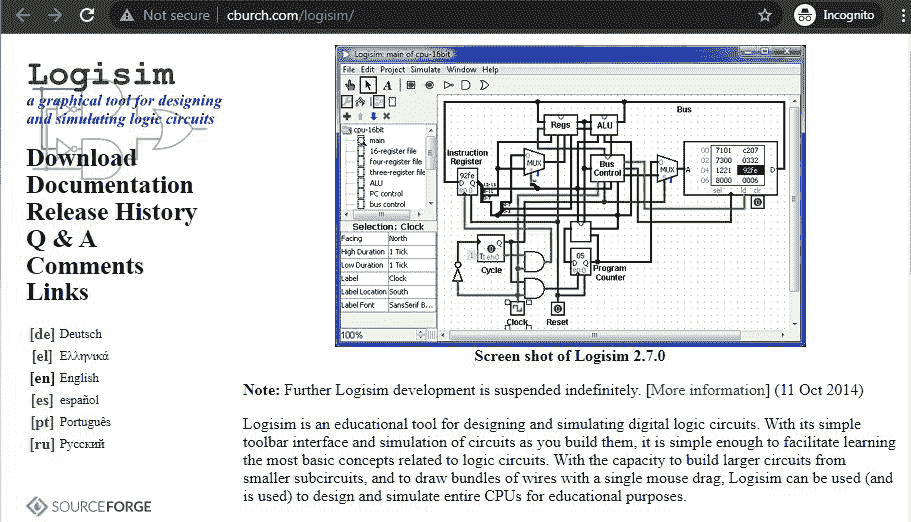 Not secure | cburch.com/logisim/
Incognito
Logisim
a graphical tool for designing
and simulating logic circuits
Download
Documentation
Release History
Q & A
Comments
Links
[de] Deutsch
[el] Ελληνικά
[en] English
[es] español
[pt] Português
[ru] Русский
SOURCEFORGE
Logisim: main of cpu-16bit
File Edit Project Simulate Window Help
cpu-16bit
main
16-register file
four-register file
three-register file
ALU
PC control
bus control
Selection: Clock
Facing North
High Duration 1 Tick
Low Duration 1 Tick
Label Clock
Label Location South
Label Font SansSerif B...
100%
Bus
Regs
ALU
Instruction
Register
MUX
Bus
Control
MUX
A
D
92fe
D Q
00 7101 c207
02 7300 0332
04 1221 92fe
06 8000 0006
sel ld clr
0
Cycle
05
D Q
Program
Counter
Clock
Reset
Screen shot of Logisim 2.7.0
Note: Further Logisim development is suspended indefinitely. [More information] (11 Oct 2014)
Logisim is an educational tool for designing and simulating digital logic circuits. With its simple
toolbar interface and simulation of circuits as you build them, it is simple enough to facilitate learning
the most basic concepts related to logic circuits. With the capacity to build larger circuits from
smaller subcircuits, and to draw bundles of wires with a single mouse drag, Logisim can be used (and
is used) to design and simulate entire CPUs for educational purposes.